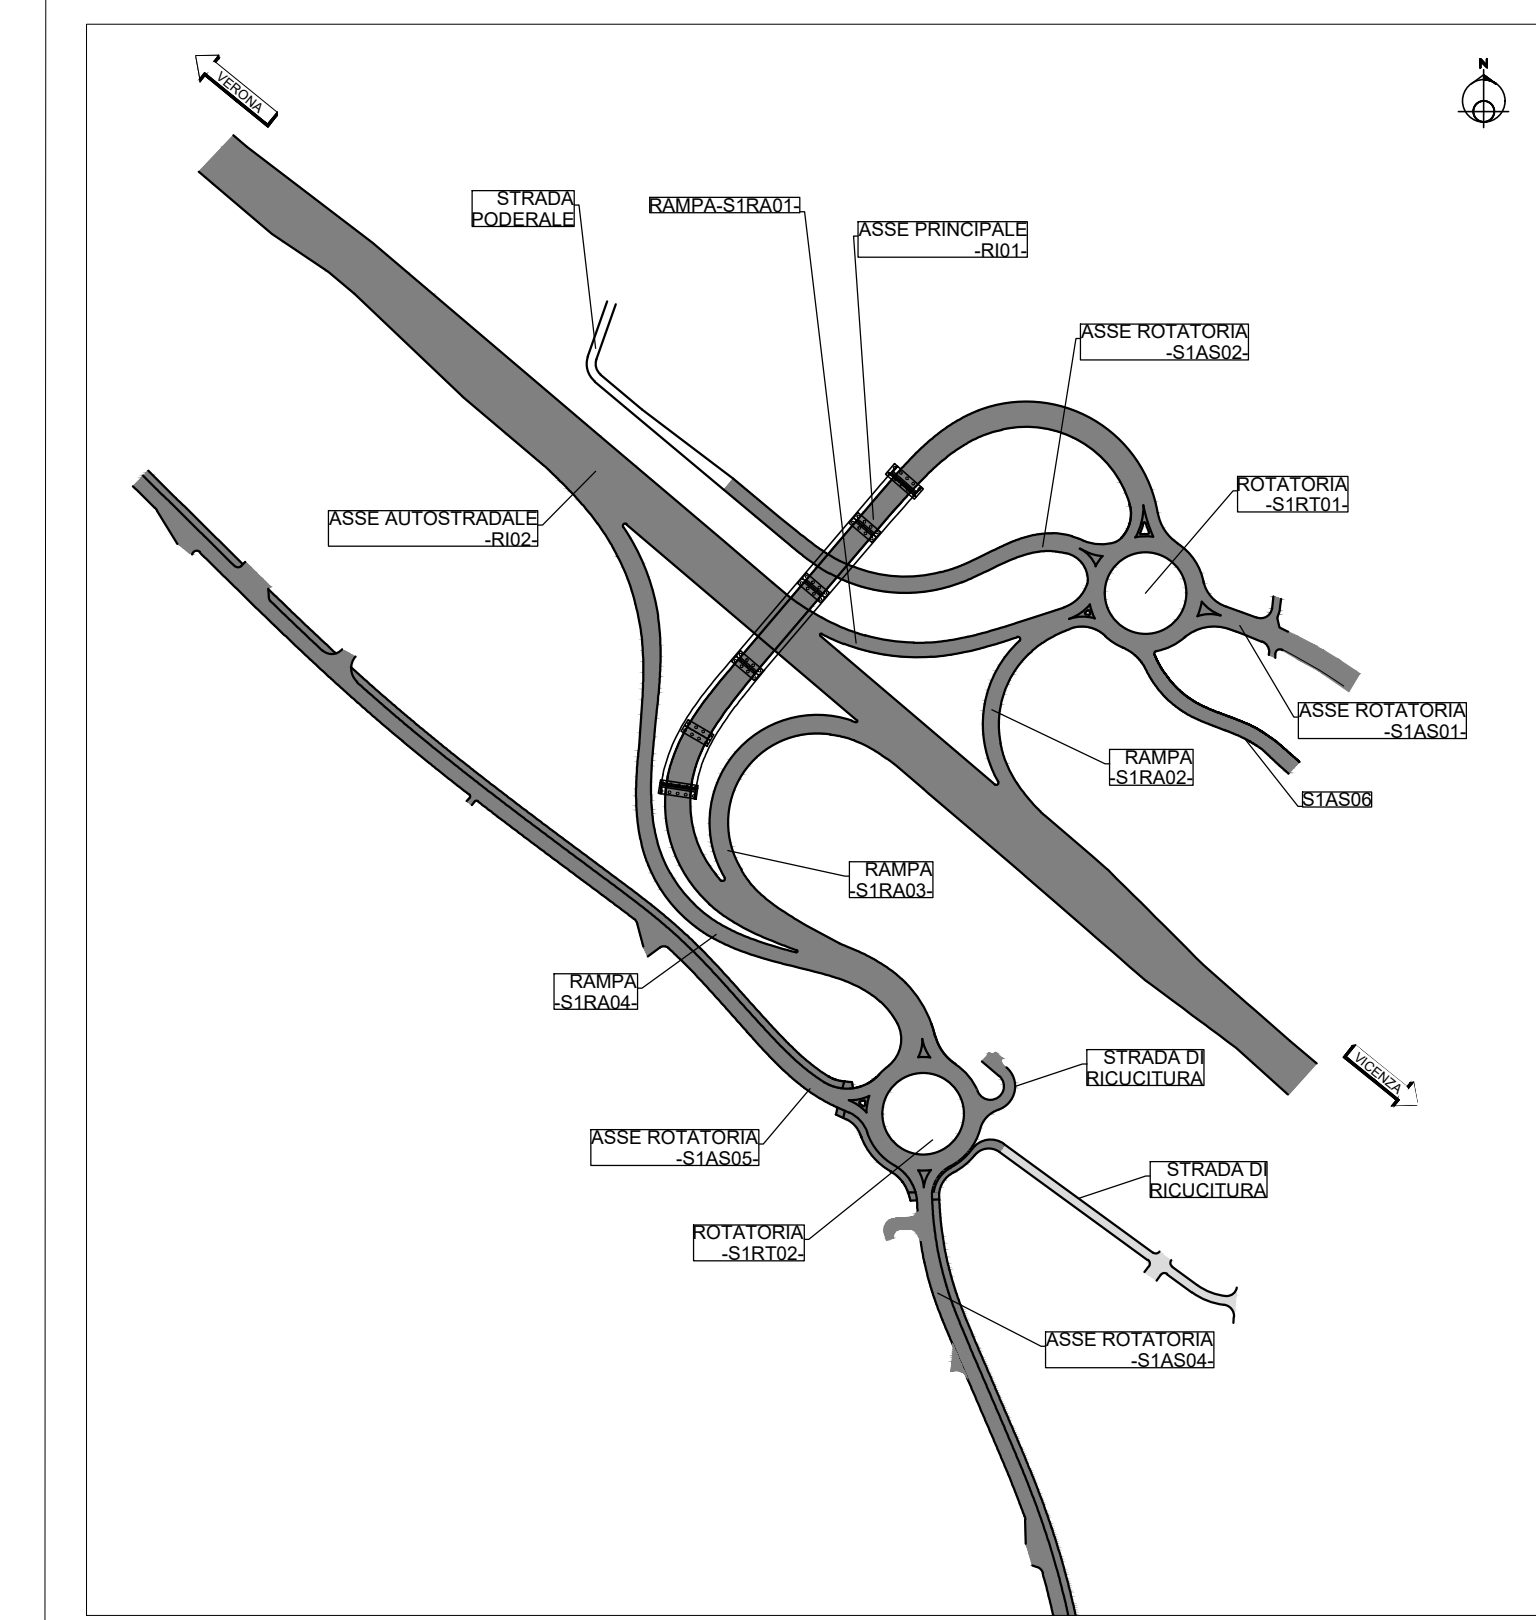 N
VERONA
STRADA
PODERALE
RAMPA-S1RA01-
ASSE PRINCIPALE
-RI01-
ASSE ROTATORIA
-S1AS02-
ROTATORIA
-S1RT01-
ASSE AUTOSTRADALE
-RI02-
ASSE ROTATORIA
-S1AS01-
RAMPA
-S1RA02-
S1AS06
RAMPA
-S1RA03-
RAMPA
-S1RA04-
STRADA DI
RICUCITURA
VICENZA
ASSE ROTATORIA
-S1AS05-
STRADA DI
RICUCITURA
ROTATORIA
-S1RT02-
ASSE ROTATORIA
-S1AS04-